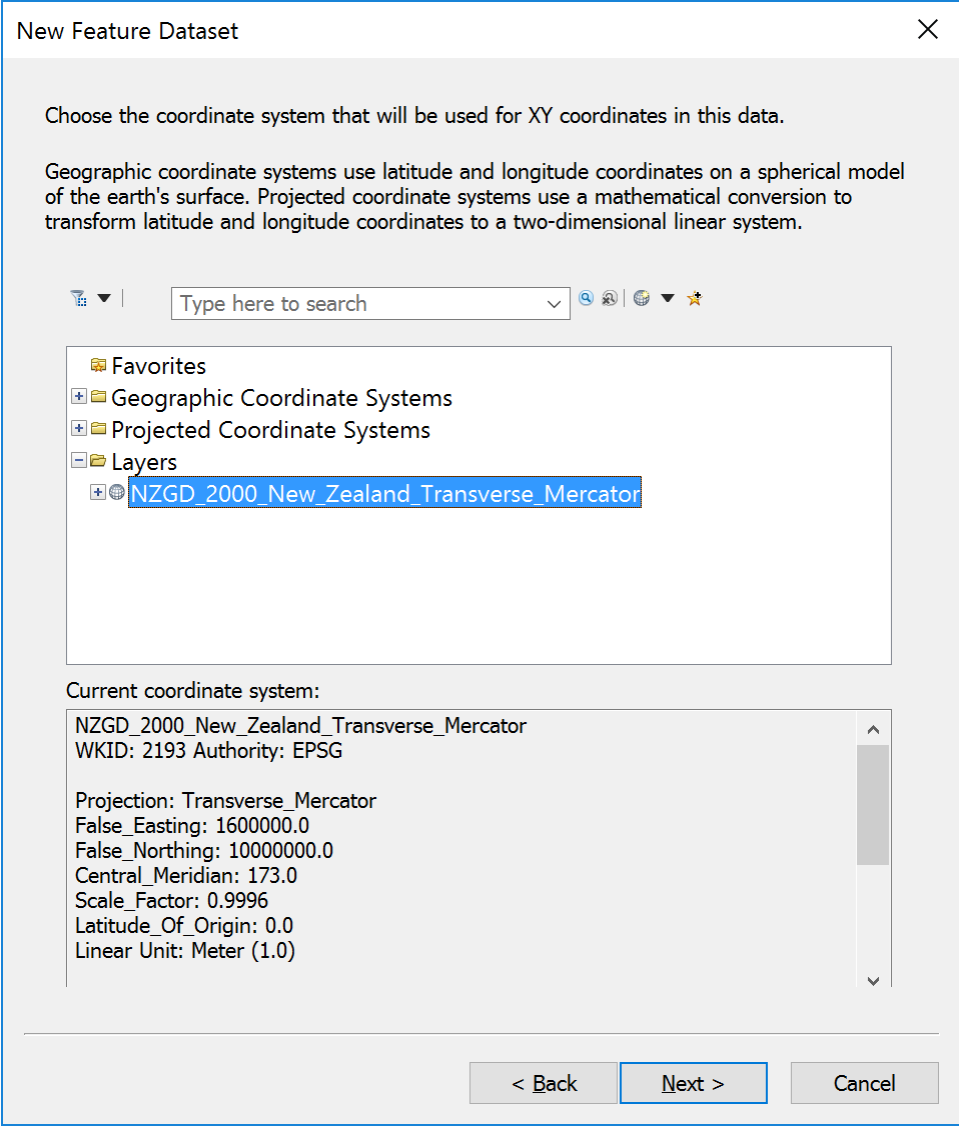 New Feature Dataset
Choose the coordinate system that will be used for XY coordinates in this data.
Geographic coordinate systems use latitude and longitude coordinates on a spherical model
of the earth's surface. Projected coordinate systems use a mathematical conversion to
transform latitude and longitude coordinates to a two-dimensional linear system.
Type here to search
Favorites
Geographic Coordinate Systems
Projected Coordinate Systems
Layers
NZGD_2000_New_Zealand_Transverse_Mercator
Current coordinate system:
NZGD_2000_New_Zealand_Transverse_Mercator
WKID: 2193 Authority: EPSG
Projection: Transverse_Mercator
False_Easting: 1600000.0
False_Northing: 10000000.0
Central_Meridian: 173.0
Scale_Factor: 0.9996
Latitude_Of_Origin: 0.0
Linear Unit: Meter (1.0)
< Back Next > Cancel